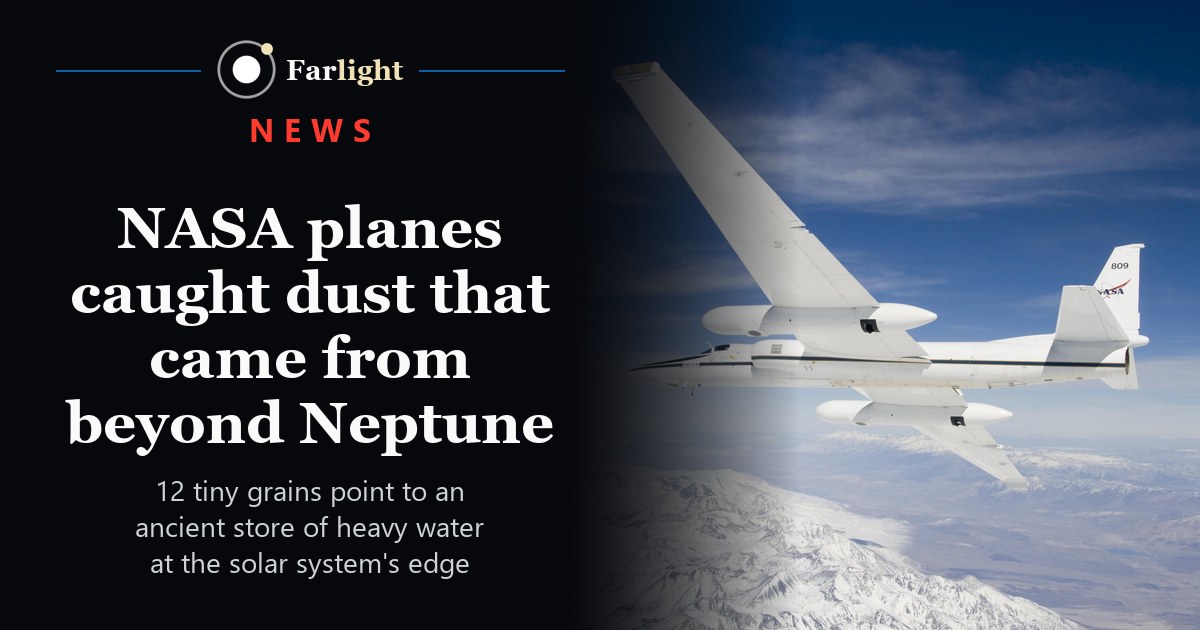 Farlight
NEWS
NASA planes
caught dust that
came from
beyond Neptune
12 tiny grains point to an
ancient store of heavy water
at the solar system's edge
809
NASA